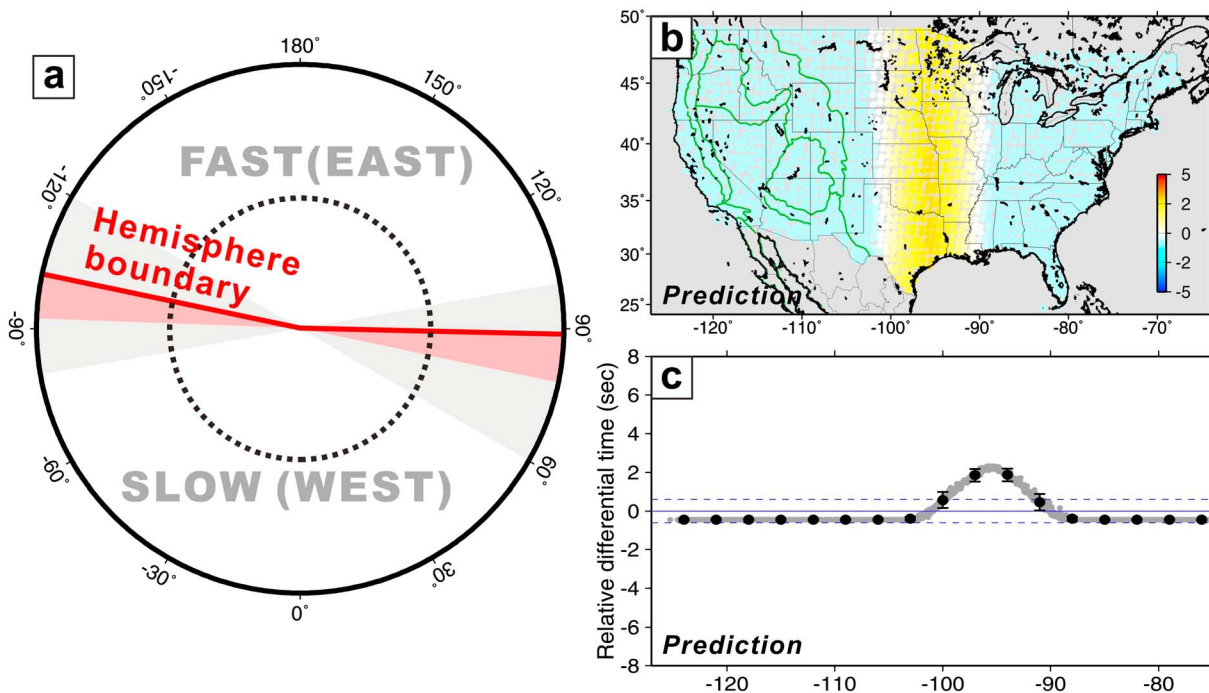 a
180°
-150°
150°
FAST(EAST)
-120°
120°
Hemisphere
boundary
-90°
90°
-60°
60°
SLOW (WEST)
-30°
30°
0°
b
50°
45°
40°
35°
30°
25°
5
2
0
-2
-5
Prediction
-120° -110° -100° -90° -80° -70°
c
Relative differential time (sec)
8
6
4
2
0
-2
-4
-6
-8
Prediction
-120 -110 -100 -90 -80